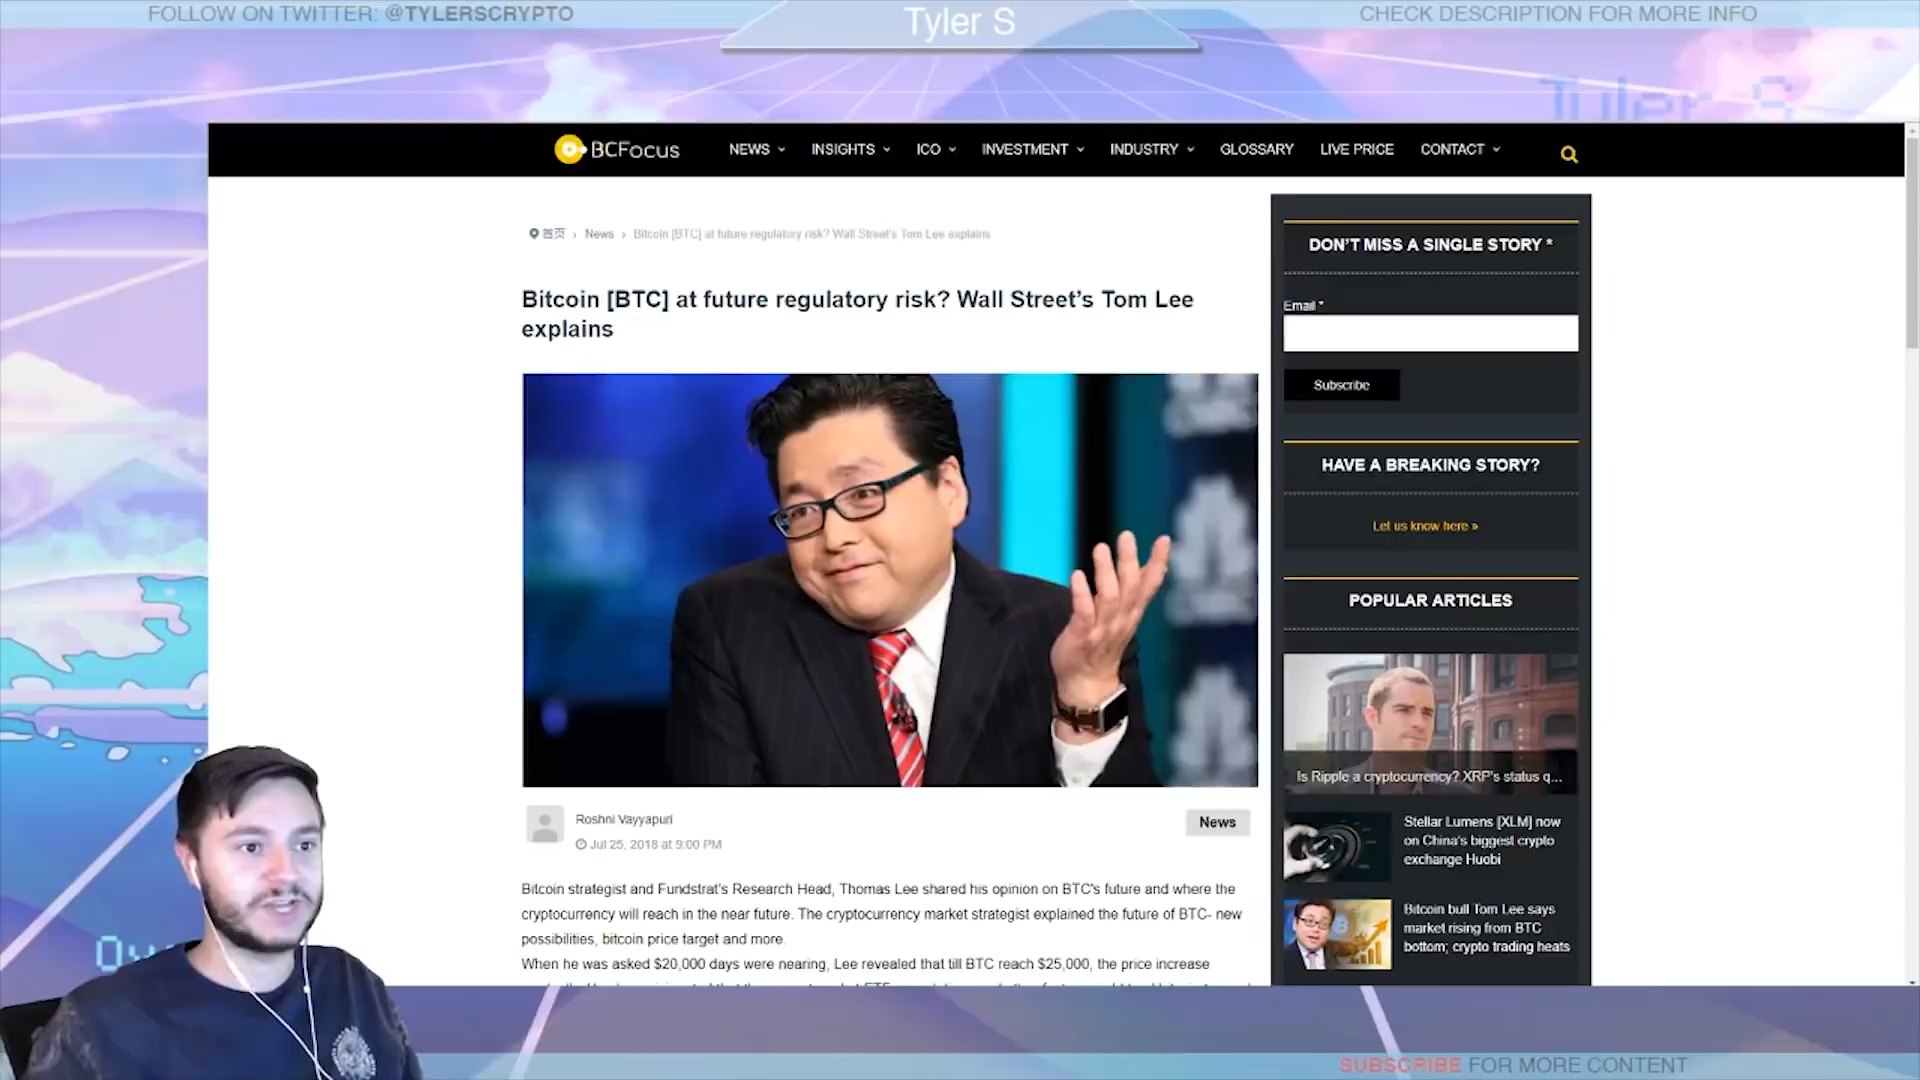 FOLLOW ON TWITTER: @TYLERSCRYPTO
Tyler S
CHECK DESCRIPTION FOR MORE INFO
Tyler S
BCFocus
NEWS
INSIGHTS
ICO
INVESTMENT
INDUSTRY
GLOSSARY
LIVE PRICE
CONTACT
首页 › News › Bitcoin [BTC] at future regulatory risk? Wall Street's Tom Lee explains
Bitcoin [BTC] at future regulatory risk? Wall Street’s Tom Lee
explains
Roshni Vayyapuri
Jul 25, 2018 at 9:00 PM
News
Bitcoin strategist and Fundstrat's Research Head, Thomas Lee shared his opinion on BTC's future and where the
cryptocurrency will reach in the near future. The cryptocurrency market strategist explained the future of BTC- new
possibilities, bitcoin price target and more.
When he was asked $20,000 days were nearing, Lee revealed that till BTC reach $25,000, the price increase
DON’T MISS A SINGLE STORY *
Email *
Subscribe
HAVE A BREAKING STORY?
Let us know here »
POPULAR ARTICLES
Is Ripple a cryptocurrency? XRP's status q...
Stellar Lumens [XLM] now
on China's biggest crypto
exchange Huobi
Bitcoin bull Tom Lee says
market rising from BTC
bottom; crypto trading heats
SUBSCRIBE FOR MORE CONTENT